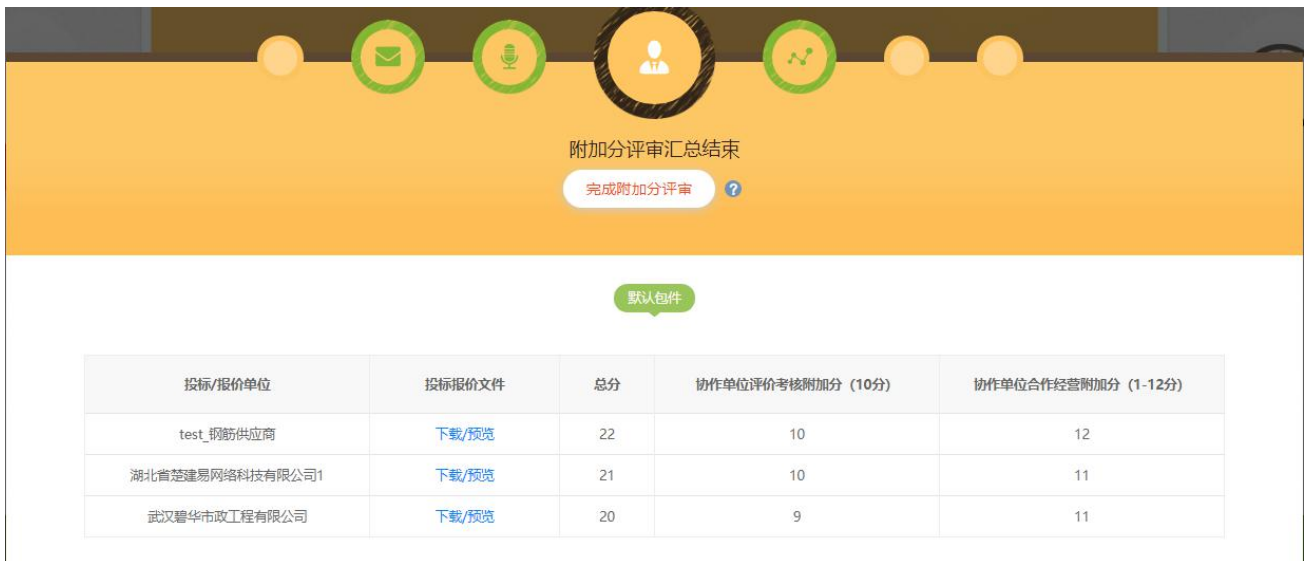 附加分评审汇总结束
完成附加分评审 ?
默认包件
投标/报价单位 投标报价文件 总分 协作单位评价考核附加分（10分） 协作单位合作经营附加分（1-12分）
test_钢筋供应商 下载/预览 22 10 12
湖北省楚建易网络科技有限公司1 下载/预览 21 10 11
武汉碧华市政工程有限公司 下载/预览 20 9 11